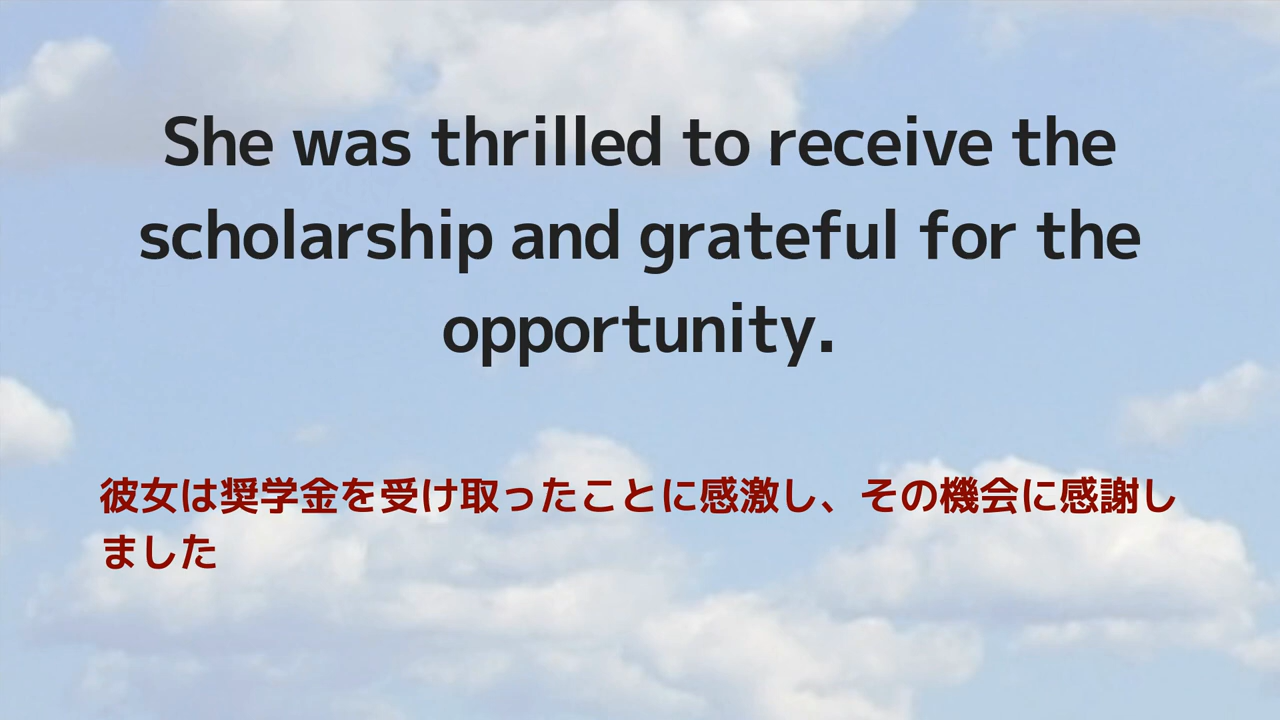 She was thrilled to receive the
scholarship and grateful for the
opportunity.
彼女は奨学金を受け取ったことに感激し、その機会に感謝し
ました